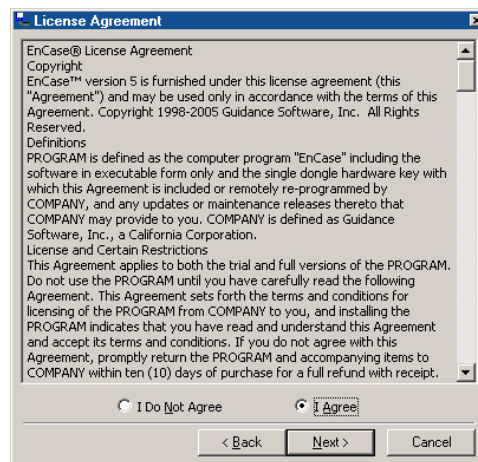 License Agreement
EnCase® License Agreement
Copyright
EnCase™ version 5 is furnished under this license agreement (this
"Agreement") and may be used only in accordance with the terms of this
Agreement. Copyright 1998-2005 Guidance Software, Inc.  All Rights
Reserved.
Definitions
PROGRAM is defined as the computer program "EnCase" including the
software in executable form only and the single dongle hardware key with
which this Agreement is included or remotely re-programmed by
COMPANY, and any updates or maintenance releases thereto that
COMPANY may provide to you. COMPANY is defined as Guidance
Software, Inc., a California Corporation.
License and Certain Restrictions
This Agreement applies to both the trial and full versions of the PROGRAM.
Do not use the PROGRAM until you have carefully read the following
Agreement. This Agreement sets forth the terms and conditions for
licensing of the PROGRAM from COMPANY to you, and installing the
PROGRAM indicates that you have read and understand this Agreement
and accept its terms and conditions. If you do not agree with this
Agreement, promptly return the PROGRAM and accompanying items to
COMPANY within ten (10) days of purchase for a full refund with receipt.
I Do Not Agree I Agree
< Back Next > Cancel